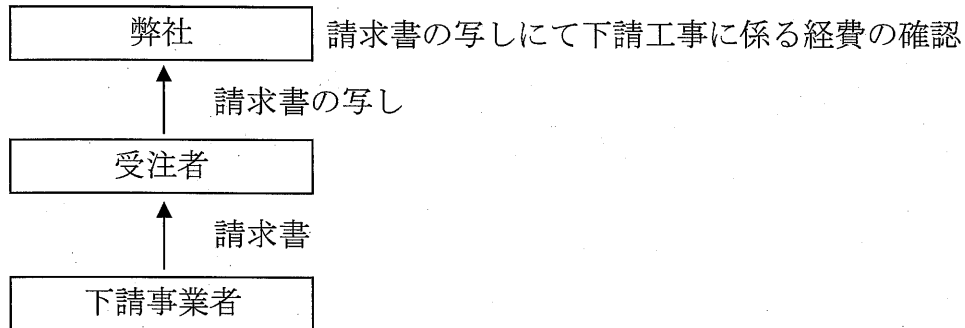 弊社 請求書の写しにて下請工事に係る経費の確認
請求書の写し
受注者
請求書
下請事業者